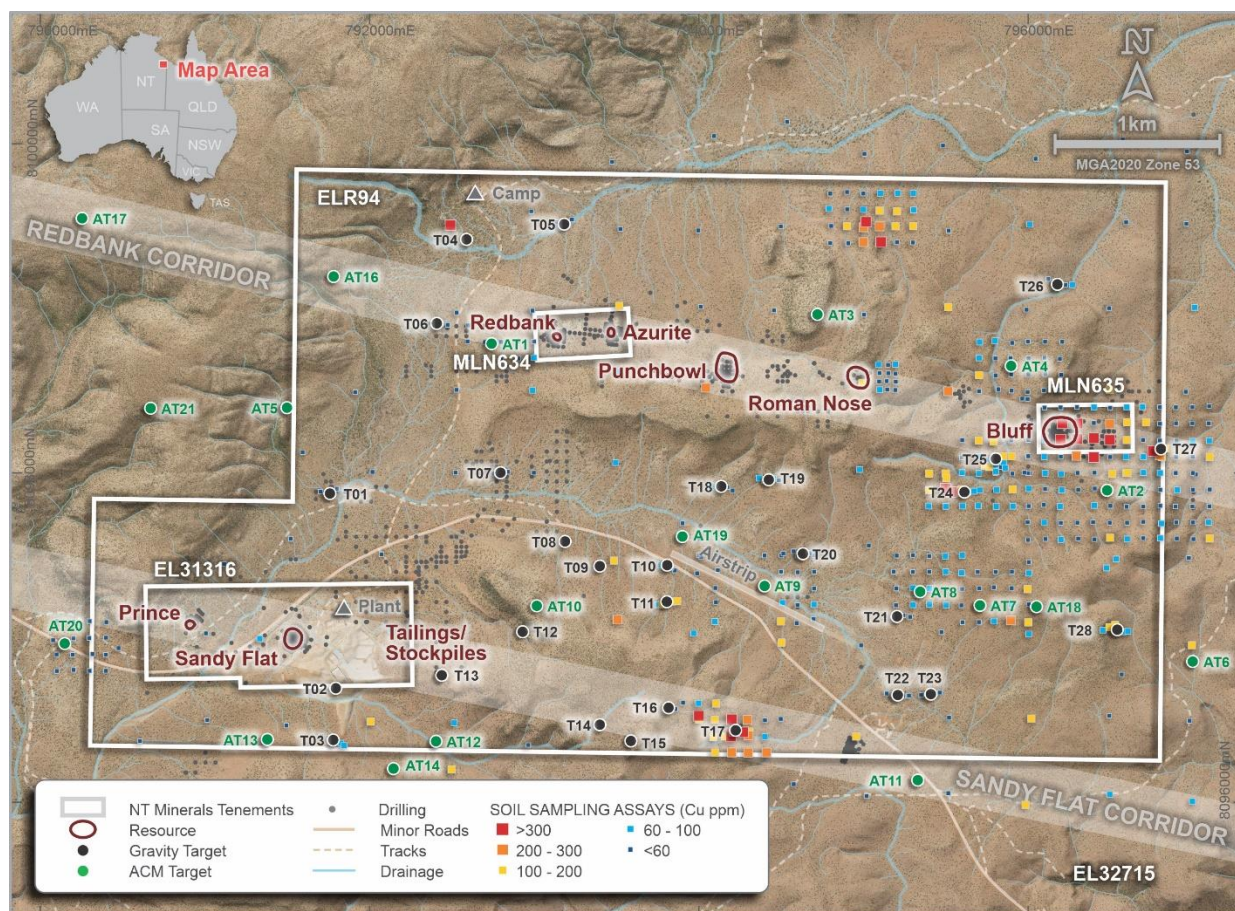 790000mE
792000mE
794000mE
796000mE
N
1km
MGA2020 Zone 53
Map Area
NT
WA
QLD
SA
NSW
VIC
TAS
8100000mN
ELR94
Camp
AT17
REDBANK CORRIDOR
T04
T05
AT16
T26
T06
Redbank
Azurite
AT3
AT1
MLN634
Punchbowl
Roman Nose
AT4
MLN635
AT21
AT5
Bluff
T27
T25
T07
T01
T18
T19
T24
AT2
AT19
T08
T20
T09
T10
Airstrip
AT9
EL31316
Prince
Plant
AT10
T11
AT8
AT7
AT18
T21
T12
T28
AT20
Sandy Flat
Tailings/
Stockpiles
AT6
T13
T02
T22
T23
T16
T14
T17
AT13
T03
AT12
T15
AT14
AT11
SANDY FLAT CORRIDOR
8096000mN
EL32715
NT Minerals Tenements
Resource
Gravity Target
ACM Target
Drilling
Minor Roads
Tracks
Drainage
SOIL SAMPLING ASSAYS (Cu ppm)
>300
200 - 300
100 - 200
60 - 100
<60